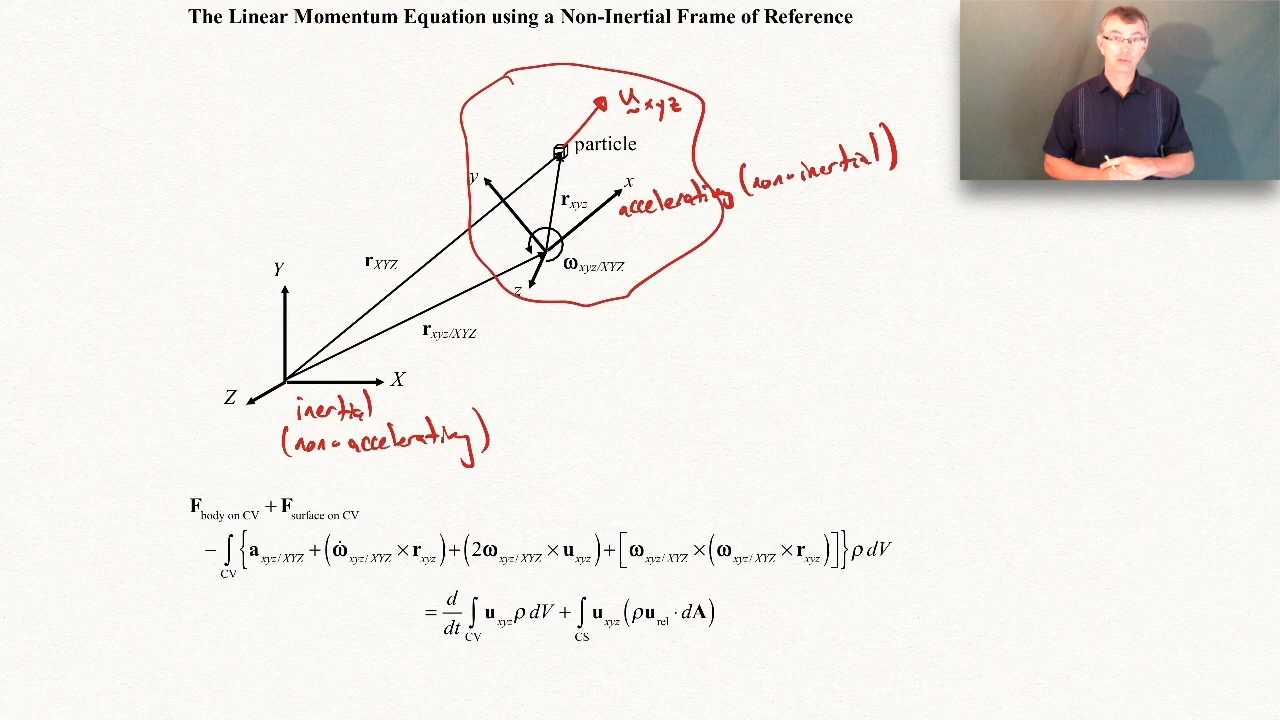 The Linear Momentum Equation using a Non-Inertial Frame of Reference
u xyz
particle
y
x
r xyz
accelerating (non-inertial)
r XYZ
ω xyz/XYZ
Y
z
r xyz/XYZ
X
Z
inertial
(non-accelerating)
F body on CV + F surface on CV
− ∫ CV { a xyz/XYZ + ( ω̇ xyz/XYZ × r xyz ) + ( 2ω xyz/XYZ × u xyz ) + [ ω xyz/XYZ × ( ω xyz/XYZ × r xyz ) ] } ρ dV
= d/dt ∫ CV u xyz ρ dV + ∫ CS u xyz ( ρu rel · dA )